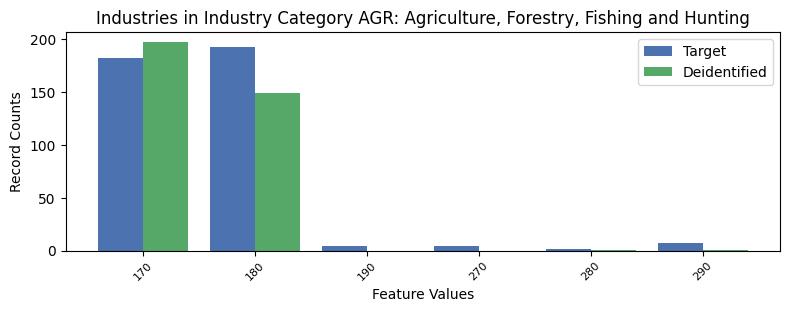 Industries in Industry Category AGR: Agriculture, Forestry, Fishing and Hunting
Target
Deidentified
200
150
100
50
0
Record Counts
170 180 190 270 280 290
Feature Values